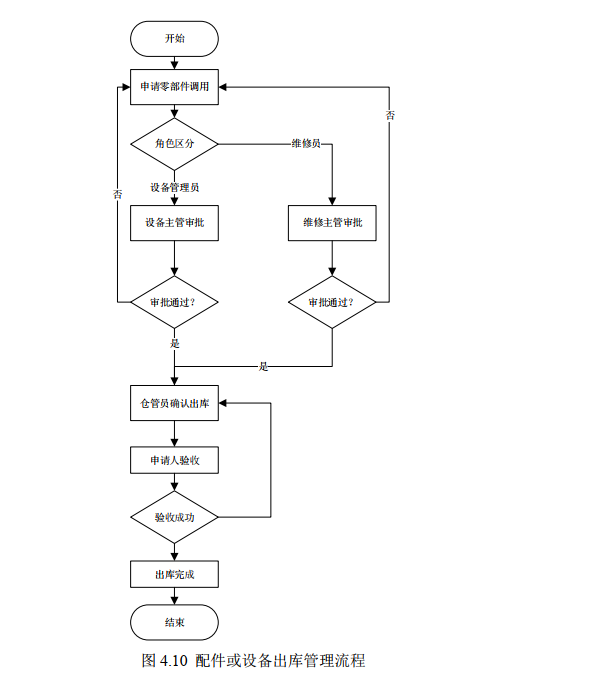 开始
申请零部件调用
否
角色区分
维修员
否
设备管理员
设备主管审批
维修主管审批
审批通过？
审批通过？
是
是
仓管员确认出库
申请人验收
验收成功
出库完成
结束
图 4.10 配件或设备出库管理流程